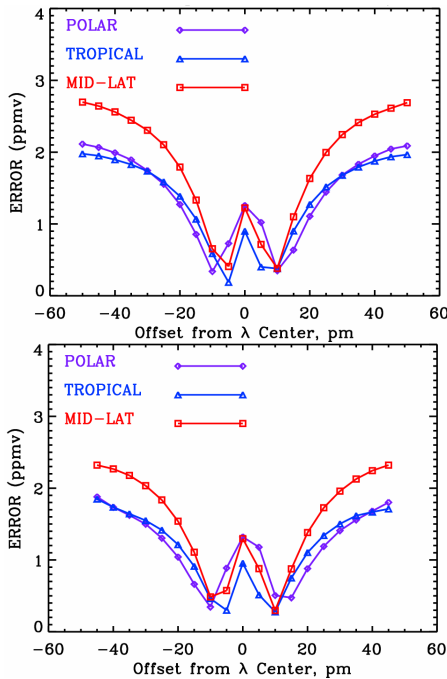 4
3
2
1
0
ERROR (ppmv)
POLAR
TROPICAL
MID-LAT
-60 -40 -20 0 20 40 60
Offset from λ Center, pm
4
3
2
1
0
ERROR (ppmv)
POLAR
TROPICAL
MID-LAT
-60 -40 -20 0 20 40 60
Offset from λ Center, pm